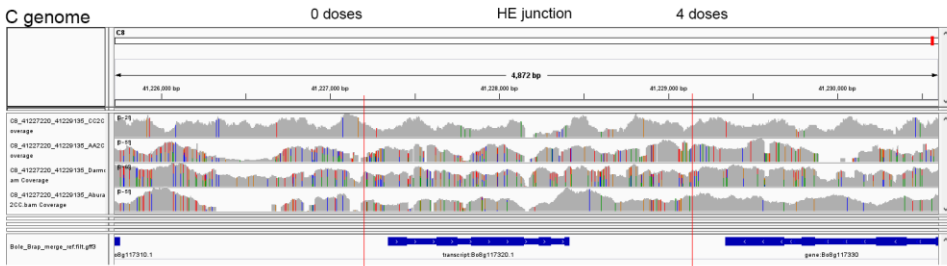 C genome 0 doses HE junction 4 doses
C8
4,872 bp
41,226,000 bp 41,227,000 bp 41,228,000 bp 41,229,000 bp 41,230,000 bp
C8_41227220_41229135_CC2C
overage
C8_41227220_41229135_AA2C
overage
am Coverage
C8_41227220_41229135_Abura
2CC.bam Coverage
Bole_Brap_merge_ref.filt.gff3
o8g117310.1 transcript:Bo8g117320.1 gene:Bo8g117330